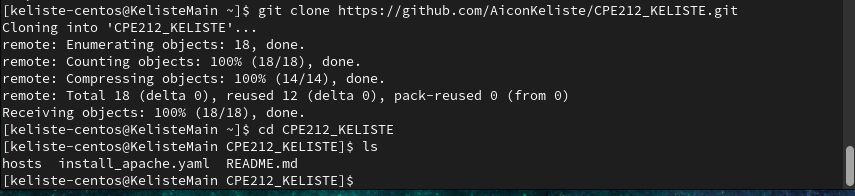 [keliste-centos@KelisteMain ~]$ git clone https://github.com/AiconKeliste/CPE212_KELISTE.git
Cloning into 'CPE212_KELISTE'...
remote: Enumerating objects: 18, done.
remote: Counting objects: 100% (18/18), done.
remote: Compressing objects: 100% (14/14), done.
remote: Total 18 (delta 0), reused 12 (delta 0), pack-reused 0 (from 0)
Receiving objects: 100% (18/18), done.
[keliste-centos@KelisteMain ~]$ cd CPE212_KELISTE
[keliste-centos@KelisteMain CPE212_KELISTE]$ ls
hosts  install_apache.yaml  README.md
[keliste-centos@KelisteMain CPE212_KELISTE]$